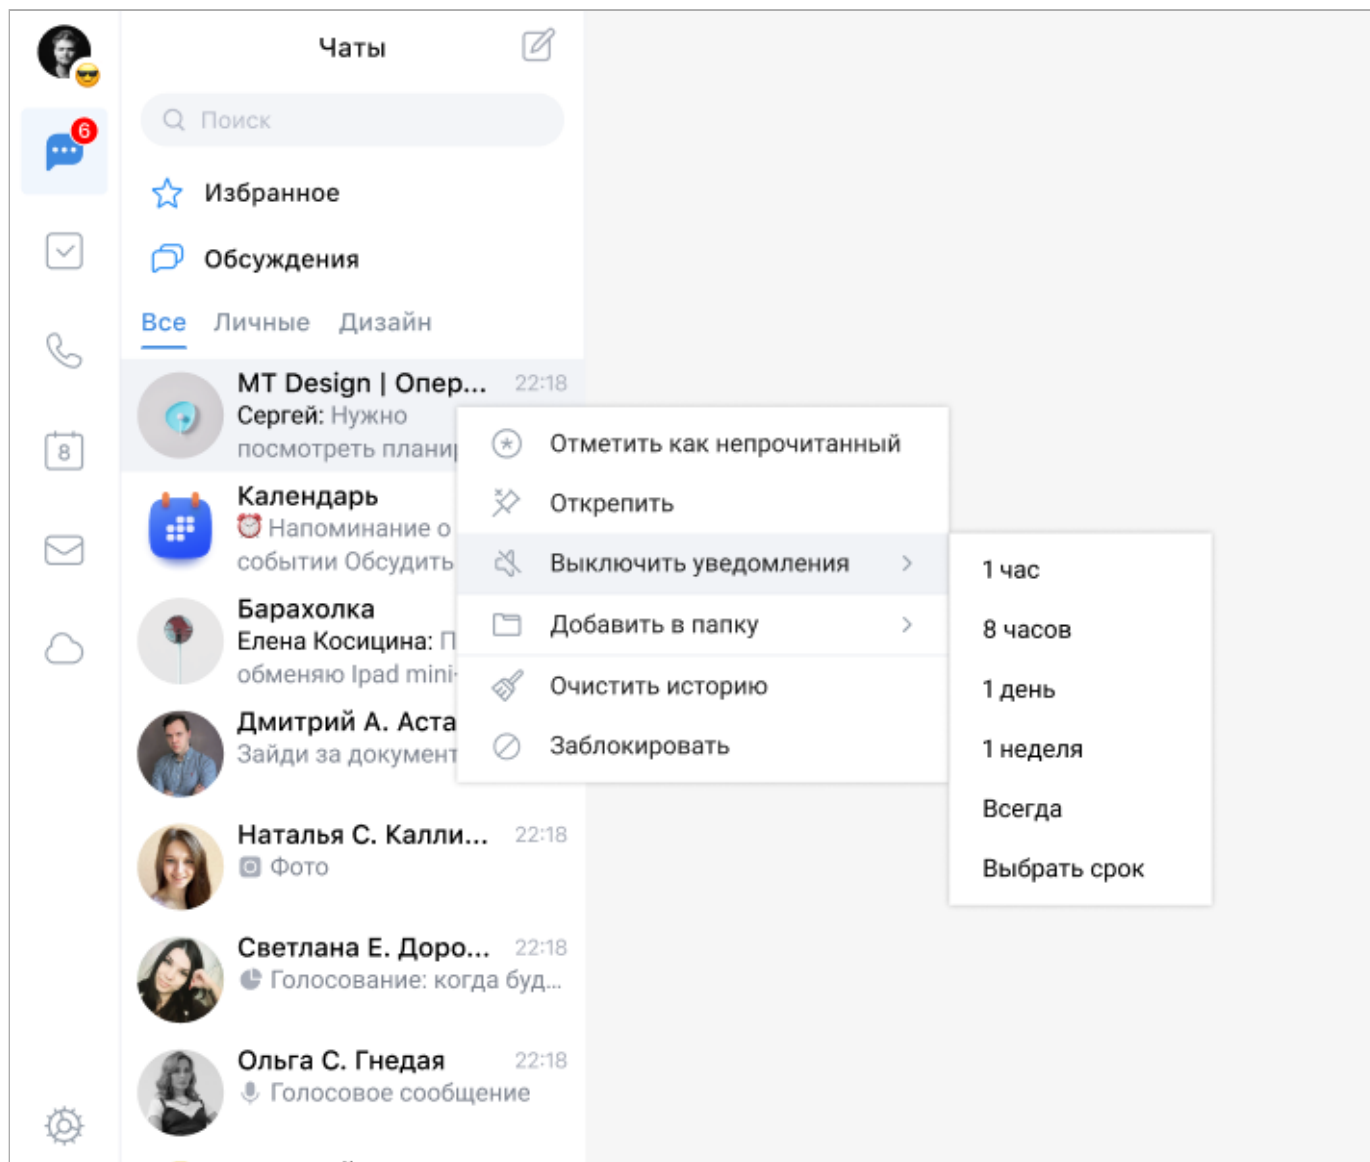 Чаты
6
Поиск
Избранное
Обсуждения
8
Все Личные Дизайн
MT Design | Опер... 22:18
Сергей: Нужно
посмотреть плани
Календарь
Напоминание о
событии Обсудить
Барахолка
Елена Косицина: П
обменяю Ipad mini-
Дмитрий А. Аста
Зайди за документ
Наталья С. Калли... 22:18
Фото
Светлана Е. Доро... 22:18
Голосование: когда буд...
Ольга С. Гнедая 22:18
Голосовое сообщение
Отметить как непрочитанный
Открепить
Выключить уведомления
Добавить в папку
Очистить историю
Заблокировать
1 час
8 часов
1 день
1 неделя
Всегда
Выбрать срок